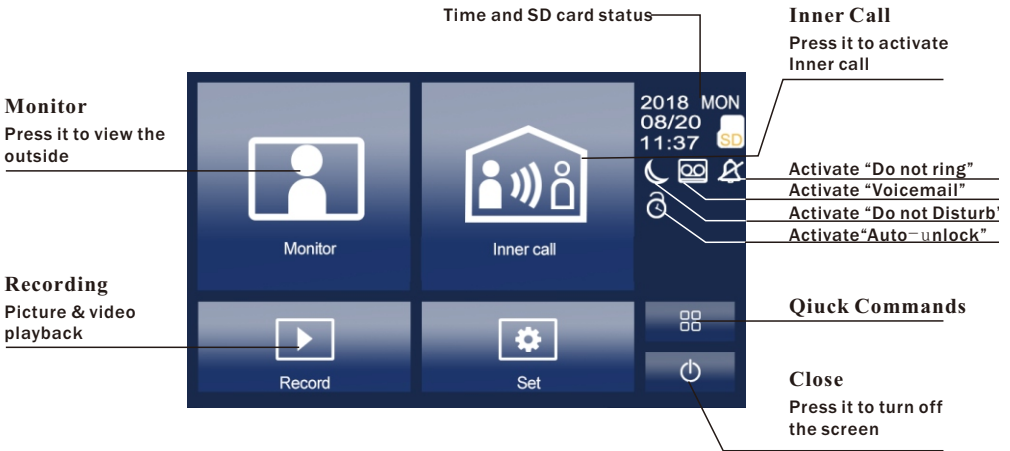 Time and SD card status
Inner Call
Press it to activate
Inner call
Monitor
Press it to view the
outside
2018 MON
08/20
11:37
SD
Activate “Do not ring”
Activate “Voicemail”
Activate “Do not Disturb’
Activate“Auto-unlock”
Monitor
Inner call
Recording
Picture & video
playback
Qiuck Commands
Record
Set
Close
Press it to turn off
the screen